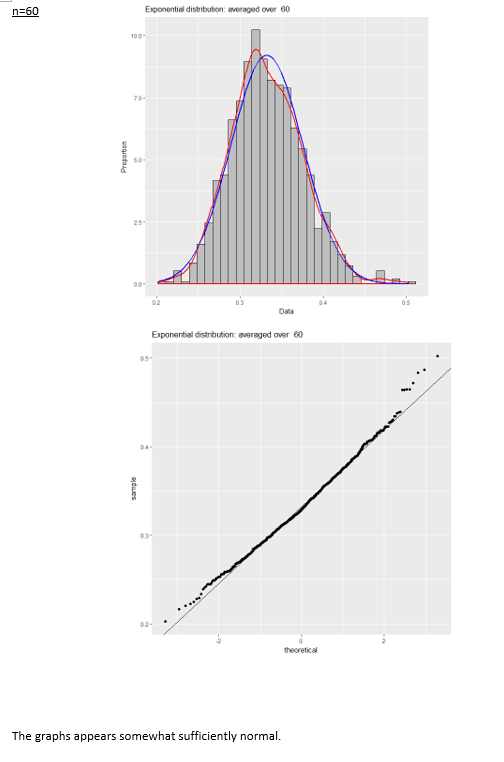 n=60
Exponential distribution: averaged over 60
10.0
7.5
5.0
2.5
0.0
Proportion
0.2
0.3
0.4
0.5
Data
Exponential distribution: averaged over 60
0.5
0.4
0.3
0.2
sample
-2
0
2
theoretical
The graphs appears somewhat sufficiently normal.